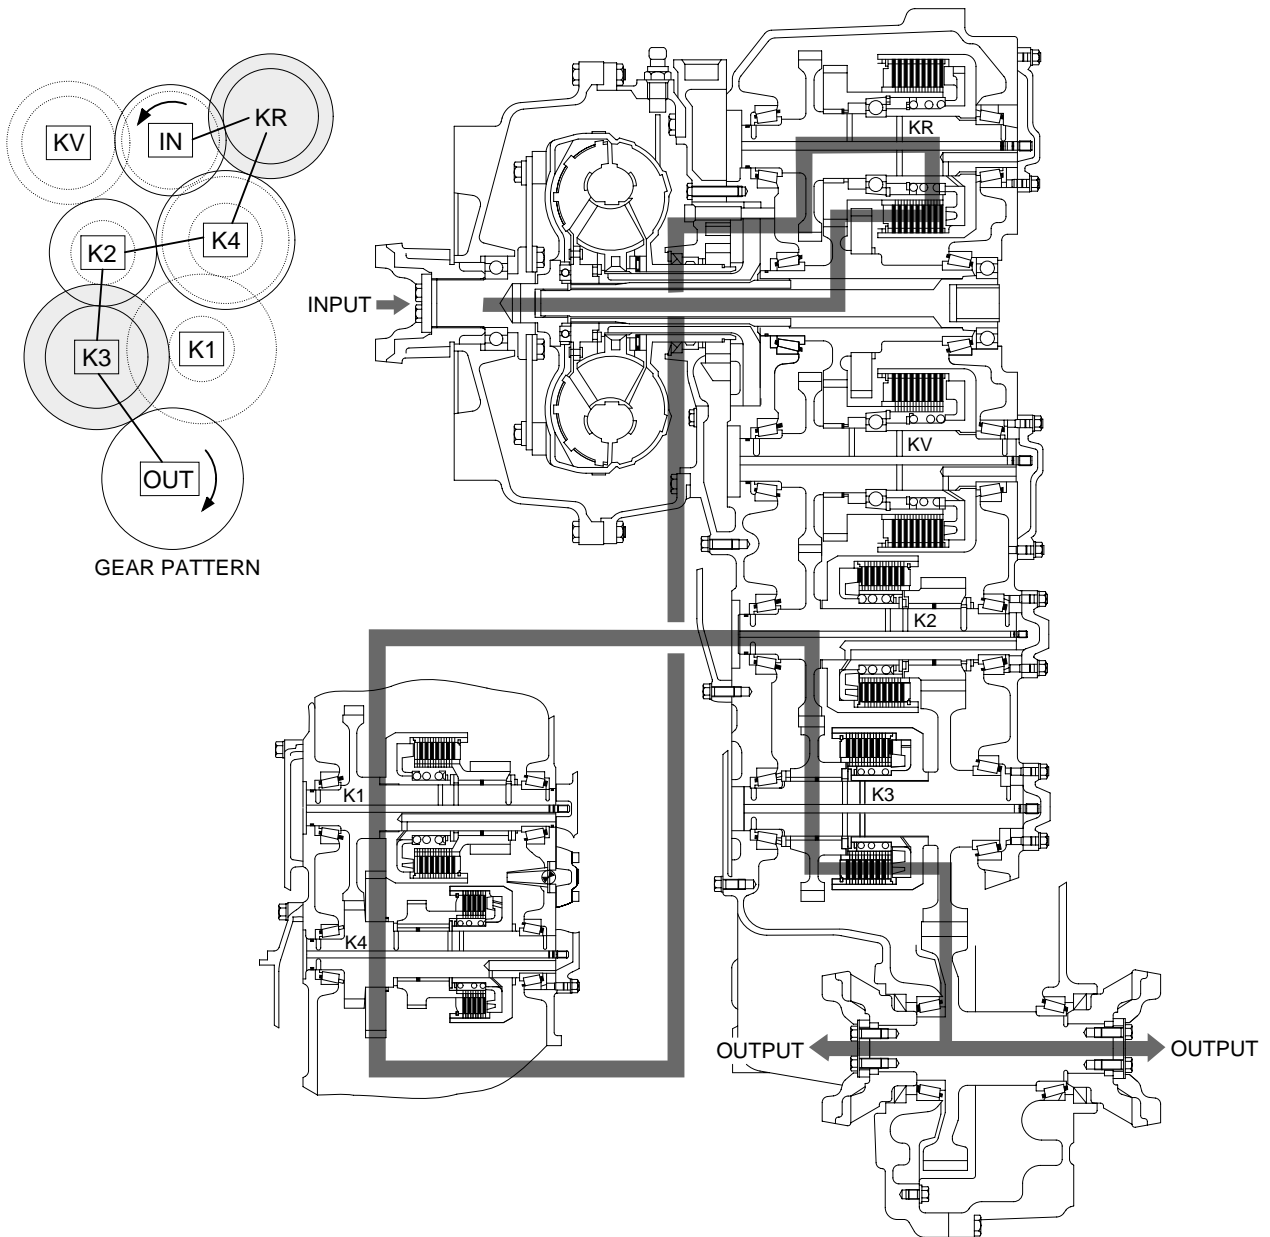 KV
IN
KR
K4
K2
K3
K1
OUT
GEAR PATTERN
INPUT
KR
KV
K2
K3
K1
K4
OUTPUT
OUTPUT